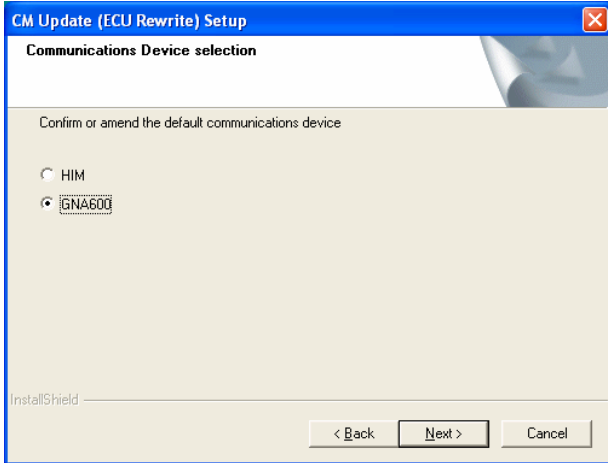 CM Update (ECU Rewrite) Setup
Communications Device selection
Confirm or amend the default communications device
HIM
GNA600
InstallShield
< Back
Next >
Cancel